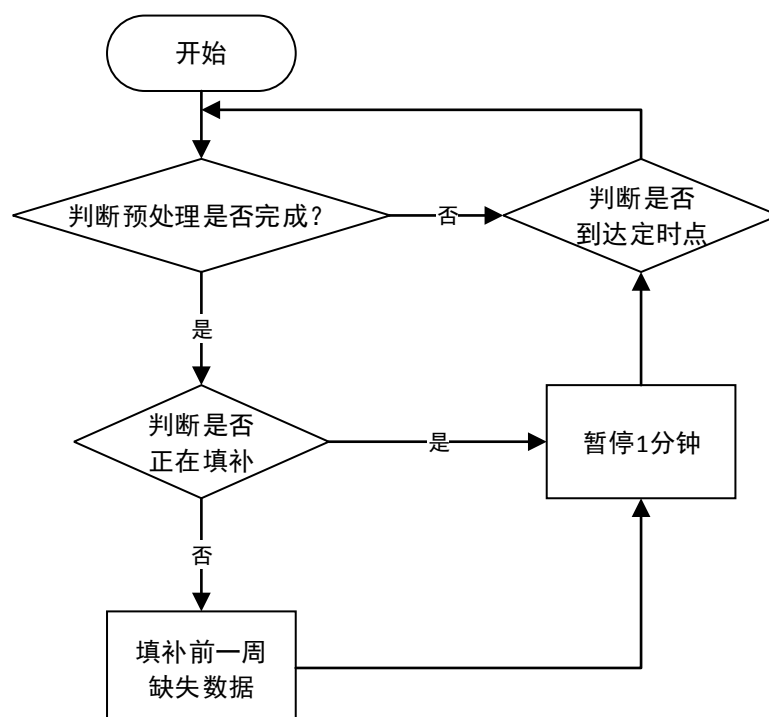 开始
判断预处理是否完成？
否
判断是否
到达定时点
是
判断是否
正在填补
是
暂停1分钟
否
填补前一周
缺失数据